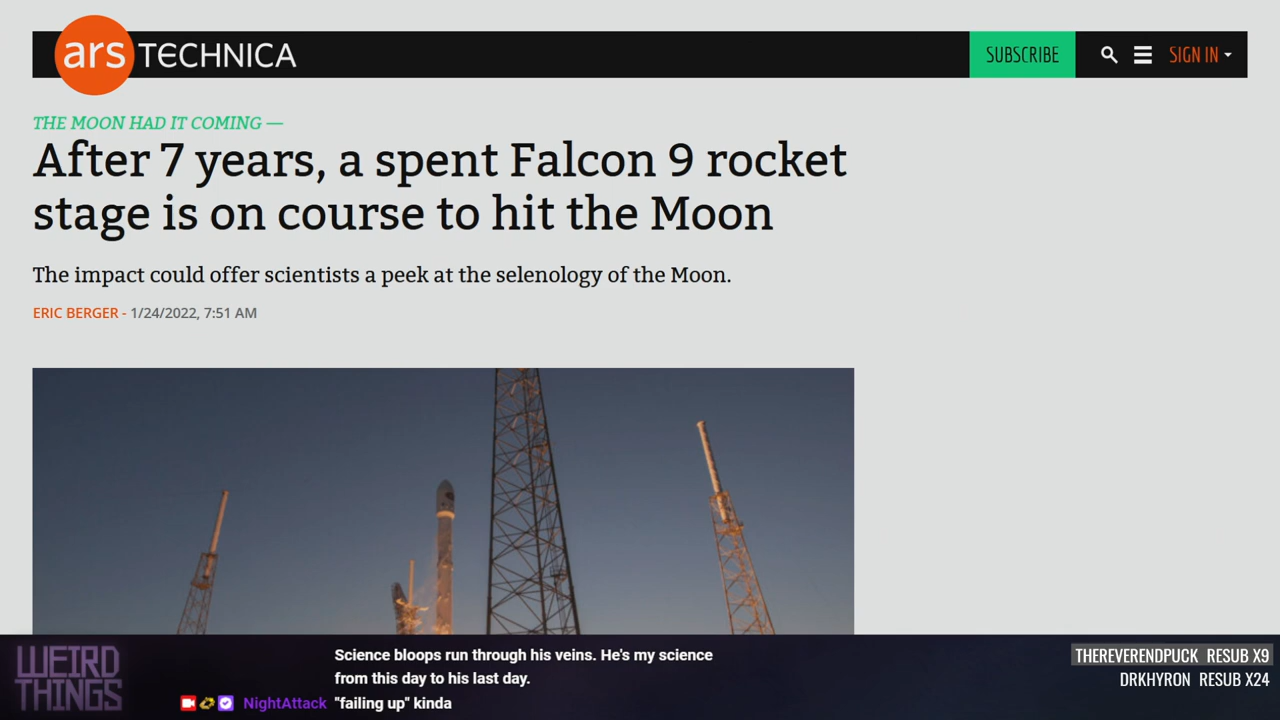 ars TECHNICA
SUBSCRIBE
SIGN IN
THE MOON HAD IT COMING —
After 7 years, a spent Falcon 9 rocket
stage is on course to hit the Moon
The impact could offer scientists a peek at the selenology of the Moon.
ERIC BERGER - 1/24/2022, 7:51 AM
WEIRD
THINGS
Science bloops run through his veins. He's my science
from this day to his last day.
NightAttack "failing up" kinda
THEREVERENDPUCK RESUB X9
DRKHYRON RESUB X24